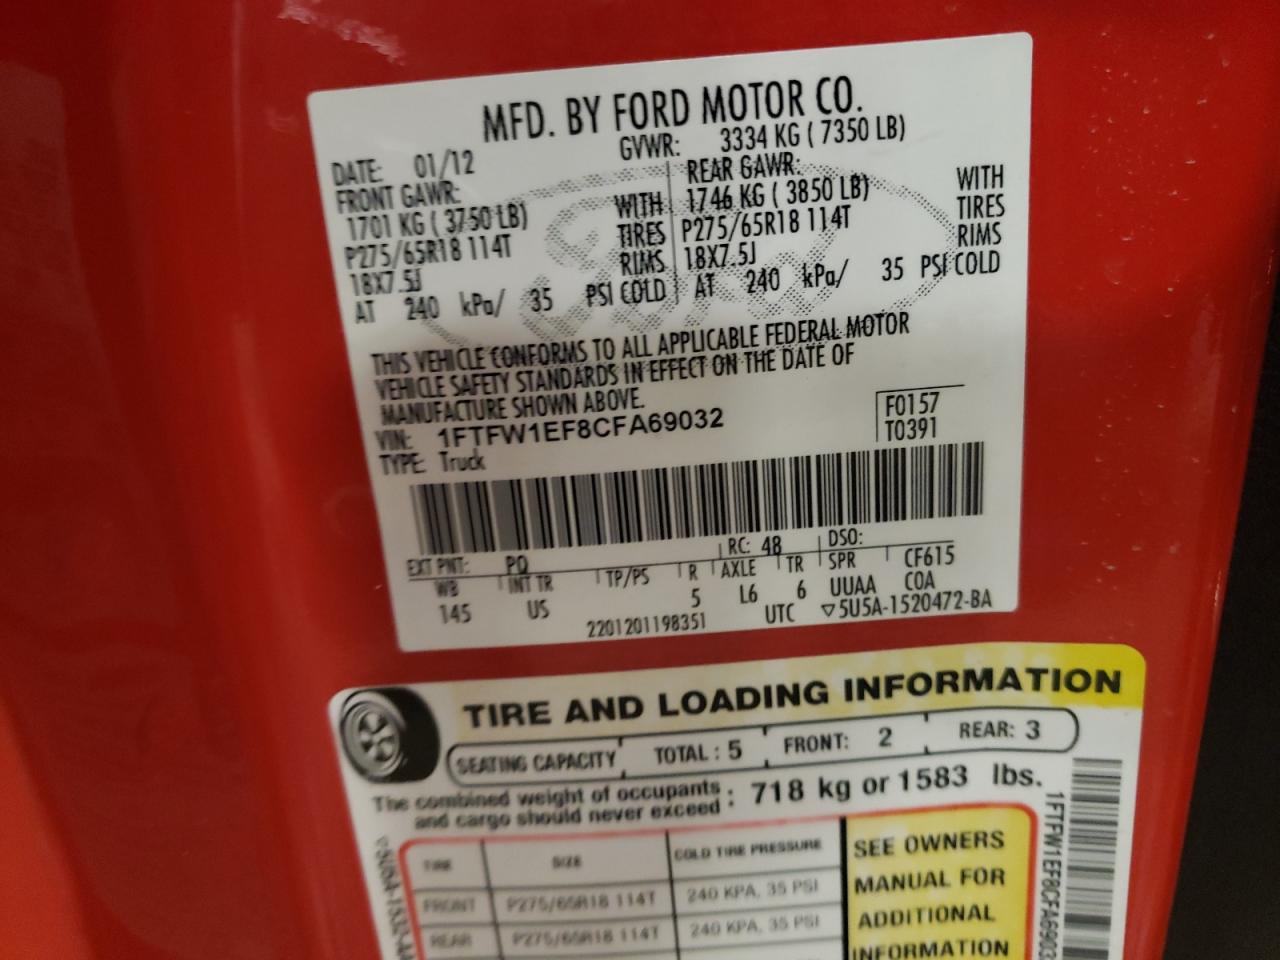 MFD. BY FORD MOTOR CO.
DATE: 01/12 GVWR: 3334 KG ( 7350 LB)
FRONT GAWR: REAR GAWR:
1701 KG ( 3750 LB) WITH 1746 KG ( 3850 LB) WITH
P275/65R18 114T TIRES P275/65R18 114T TIRES
18X7.5J RIMS 18X7.5J RIMS
AT 240 kPa/ 35 PSI COLD AT 240 kPa/ 35 PSI COLD
THIS VEHICLE CONFORMS TO ALL APPLICABLE FEDERAL MOTOR
VEHICLE SAFETY STANDARDS IN EFFECT ON THE DATE OF
MANUFACTURE SHOWN ABOVE.
VIN: 1FTFW1EF8CFA69032 F0157
TYPE: Truck T0391
EXT PNT: PQ RC: 48 DSO:
WB INT TR TP/PS R AXLE TR SPR CF615
145 US 5 L6 6 UUAA COA
2201201198351 UTC ▽5U5A-1520472-BA
TIRE AND LOADING INFORMATION
SEATING CAPACITY TOTAL : 5 FRONT: 2 REAR: 3
The combined weight of occupants : 718 kg or 1583 lbs.
and cargo should never exceed
TIRE SIZE COLD TIRE PRESSURE
FRONT P275/65R18 114T 240 KPA, 35 PSI
REAR P275/65R18 114T 240 KPA, 35 PSI
SEE OWNERS
MANUAL FOR
ADDITIONAL
INFORMATION
1FTFW1EF8CFA6903